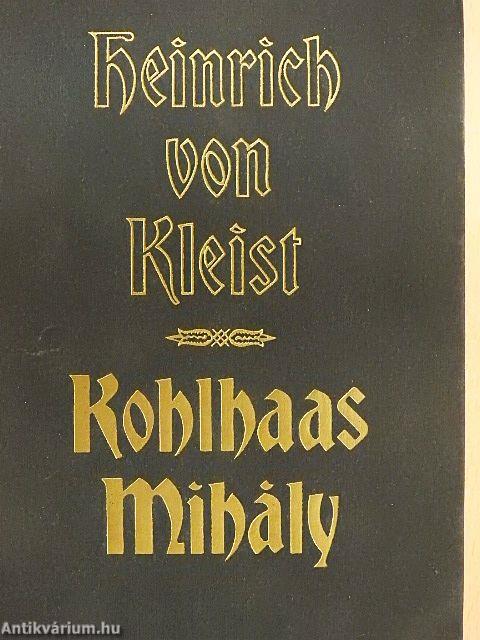 Heinrich
von
Kleist
Kohlhaas
Mihály
Antikvárium.hu